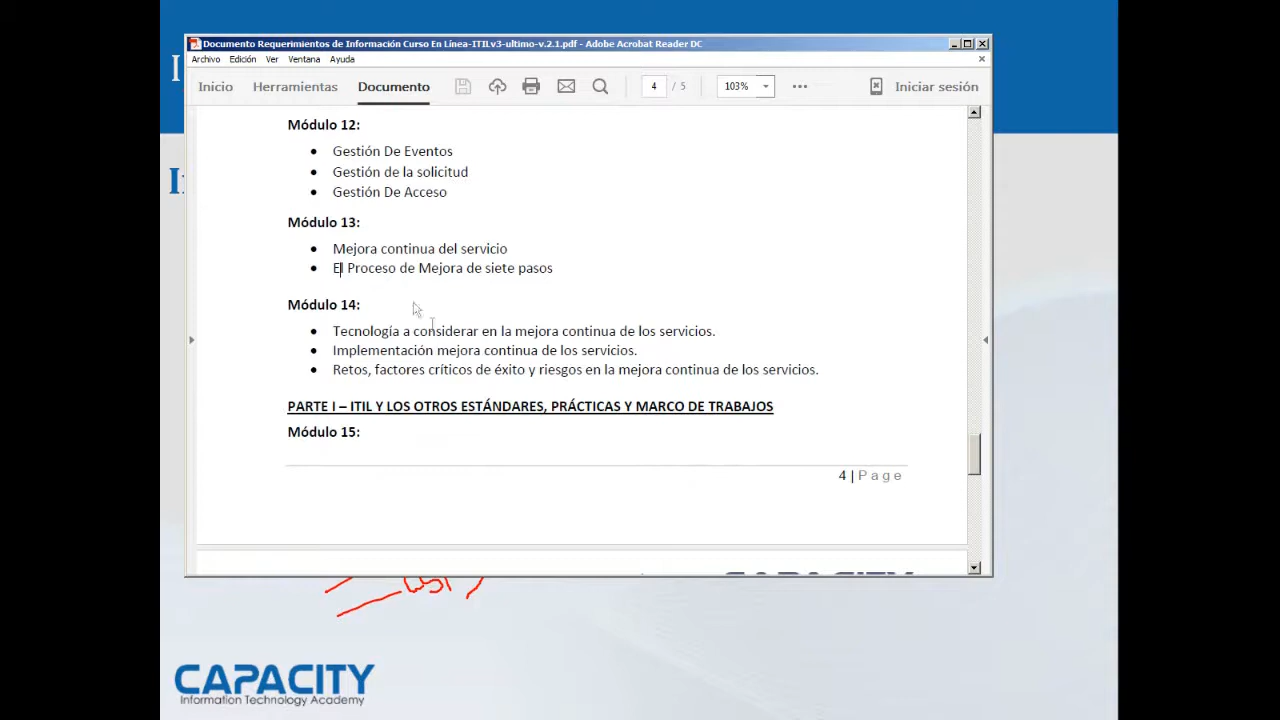 Documento Requerimientos de Información Curso En Línea-ITILv3-ultimo-v.2.1.pdf - Adobe Acrobat Reader DC
Archivo Edición Ver Ventana Ayuda
Inicio Herramientas Documento 4 / 5 103% Iniciar sesión
Módulo 12:
• Gestión De Eventos
• Gestión de la solicitud
• Gestión De Acceso
Módulo 13:
• Mejora continua del servicio
• El Proceso de Mejora de siete pasos
Módulo 14:
• Tecnología a considerar en la mejora continua de los servicios.
• Implementación mejora continua de los servicios.
• Retos, factores críticos de éxito y riesgos en la mejora continua de los servicios.
PARTE I – ITIL Y LOS OTROS ESTÁNDARES, PRÁCTICAS Y MARCO DE TRABAJOS
Módulo 15:
4 | Page
CAPACITY
Information Technology Academy